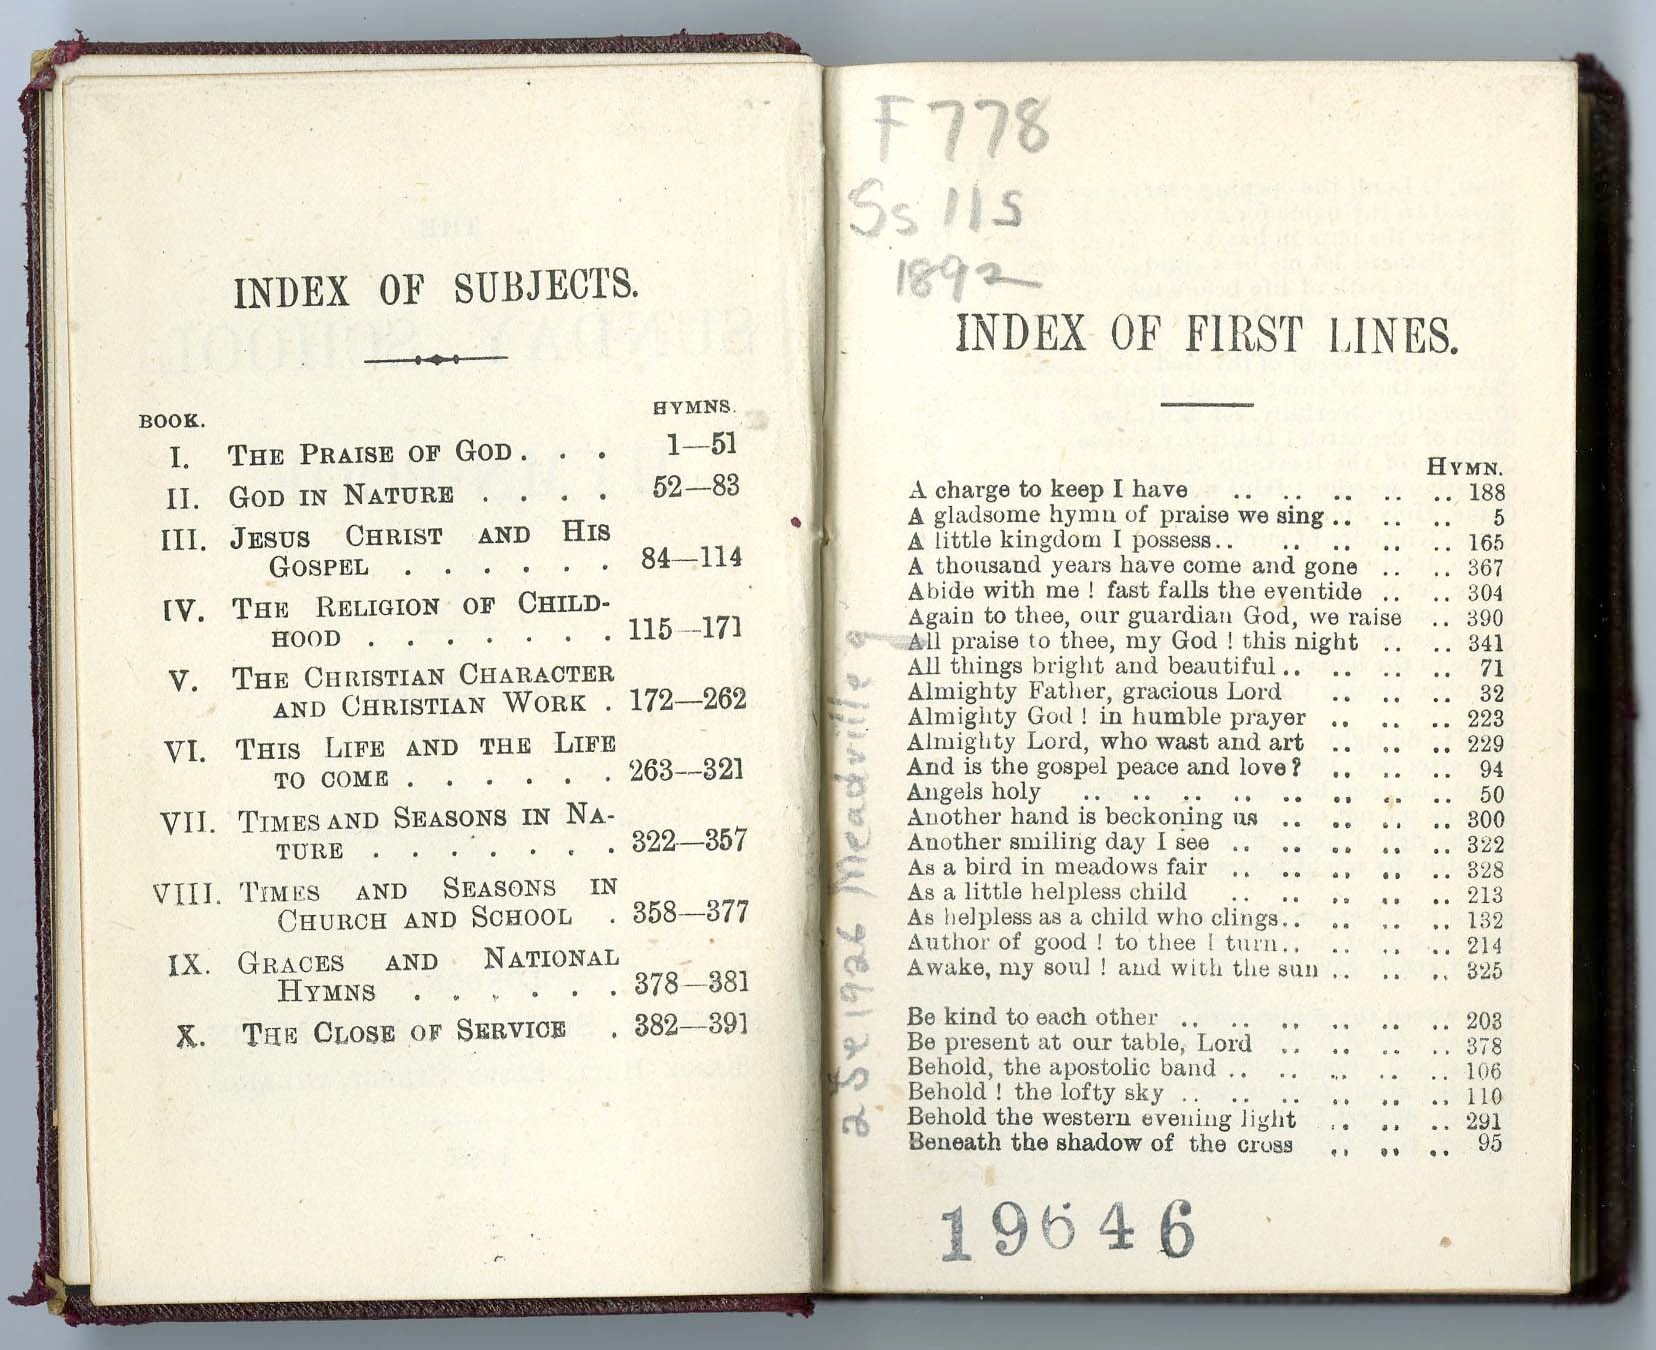 INDEX OF SUBJECTS.
BOOK. HYMNS.
I. THE PRAISE OF GOD . . . 1—51
II. GOD IN NATURE . . . . 52—83
III. JESUS CHRIST AND HIS
GOSPEL . . . . . . 84—114
IV. THE RELIGION OF CHILD-
HOOD . . . . . . . 115—171
V. THE CHRISTIAN CHARACTER
AND CHRISTIAN WORK . 172—262
VI. THIS LIFE AND THE LIFE
TO COME . . . . . . 263—321
VII. TIMES AND SEASONS IN NA-
TURE . . . . . . . 322—357
VIII. TIMES AND SEASONS IN
CHURCH AND SCHOOL . 358—377
IX. GRACES AND NATIONAL
HYMNS . . . . . . 378—381
X. THE CLOSE OF SERVICE . 382—391
F 778
Ss 11s
1892
INDEX OF FIRST LINES.
HYMN.
A charge to keep I have .. .. .. .. .. 188
A gladsome hymn of praise we sing .. .. .. 5
A little kingdom I possess .. .. .. .. .. 165
A thousand years have come and gone .. .. 367
Abide with me ! fast falls the eventide .. .. 304
Again to thee, our guardian God, we raise .. 390
All praise to thee, my God ! this night .. .. 341
All things bright and beautiful .. .. .. .. 71
Almighty Father, gracious Lord .. .. .. 32
Almighty God ! in humble prayer .. .. .. 223
Almighty Lord, who wast and art .. .. .. 229
And is the gospel peace and love? .. .. .. 94
Angels holy .. .. .. .. .. .. .. .. 50
Another hand is beckoning us .. .. .. .. 300
Another smiling day I see .. .. .. .. .. 322
As a bird in meadows fair .. .. .. .. .. 328
As a little helpless child .. .. .. .. .. 213
As helpless as a child who clings .. .. .. .. 132
Author of good ! to thee I turn .. .. .. .. 214
Awake, my soul ! and with the sun .. .. .. 325
Be kind to each other .. .. .. .. .. .. 203
Be present at our table, Lord .. .. .. .. 378
Behold, the apostolic band .. .. .. .. .. 106
Behold ! the lofty sky .. .. .. .. .. .. 110
Behold the western evening light .. .. .. 291
Beneath the shadow of the cross .. .. .. 95
2 Se 1926 Meadville
19646